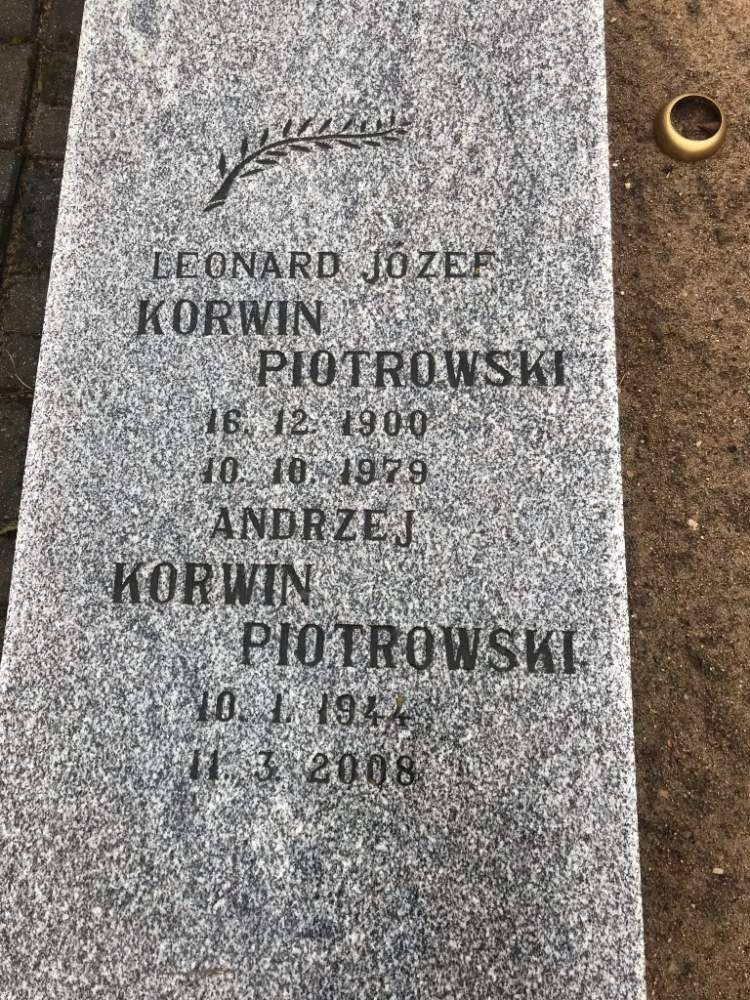 LEONARD JÓZEF
KORWIN
PIOTROWSKI
16. 12. 1900
10. 10. 1979
ANDRZEJ
KORWIN
PIOTROWSKI
10. 1. 1944
11. 3. 2008